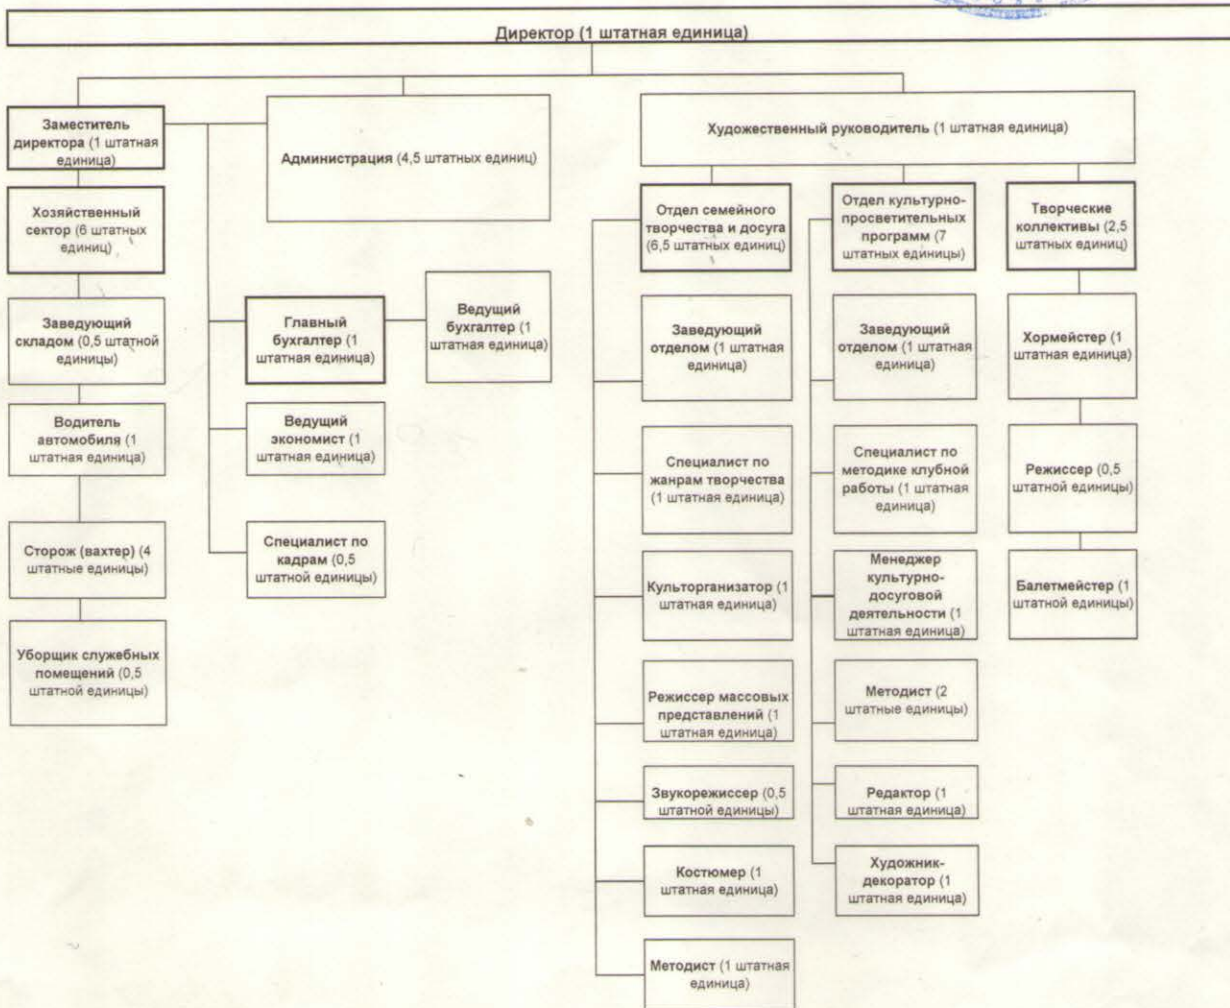 Директор (1 штатная единица)
Заместитель
директора (1 штатная
единица)
Администрация (4,5 штатных единиц)
Художественный руководитель (1 штатная единица)
Хозяйственный
сектор (6 штатных
единиц)
Отдел семейного
творчества и досуга
(6,5 штатных единиц)
Отдел культурно-
просветительных
программ (7
штатных единицы)
Творческие
коллективы (2,5
штатных единиц)
Заведующий
складом (0,5 штатной
единицы)
Главный
бухгалтер (1
штатная единица)
Ведущий
бухгалтер (1
штатная единица)
Заведующий
отделом (1 штатная
единица)
Заведующий
отделом (1 штатная
единица)
Хормейстер (1
штатная единица)
Водитель
автомобиля (1
штатная единица)
Ведущий
экономист (1
штатная единица)
Специалист по
жанрам творчества
(1 штатная единица)
Специалист по
методике клубной
работы (1 штатная
единица)
Режиссер (0,5
штатной единицы)
Сторож (вахтер) (4
штатные единицы)
Специалист по
кадрам (0,5
штатной единицы)
Культорганизатор (1
штатная единица)
Менеджер
культурно-
досуговой
деятельности (1
штатная единица)
Балетмейстер (1
штатной единицы)
Уборщик служебных
помещений (0,5
штатной единицы)
Режиссер массовых
представлений (1
штатная единица)
Методист (2
штатные единицы)
Звукорежиссер (0,5
штатной единицы)
Редактор (1
штатная единица)
Костюмер (1
штатная единица)
Художник-
декоратор (1
штатная единица)
Методист (1 штатная
единица)